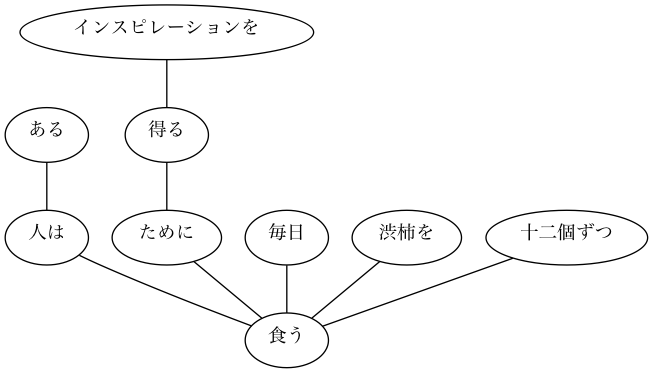 インスピレーションを
ある
得る
人は
ために
毎日
渋柿を
十二個ずつ
食う